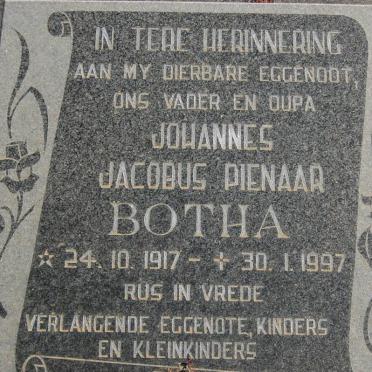 IN TERE HERINNERING
AAN MY DIERBARE EGGENOOT,
ONS VADER EN OUPA
JOHANNES
JACOBUS PIENAAR
BOTHA
☆ 24. 10. 1917 - ✝ 30. 1. 1997
RUS IN VREDE
VERLANGENDE EGGENOTE, KINDERS
EN KLEINKINDERS